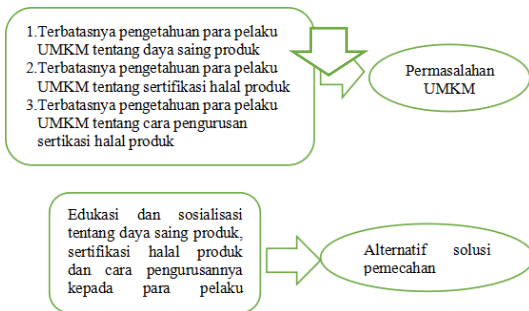 1.Terbatasnya pengetahuan para pelaku
UMKM tentang daya saing produk
2.Terbatasnya pengetahuan para pelaku
UMKM tentang sertifikasi halal produk
3.Terbatasnya pengetahuan para pelaku
UMKM tentang cara pengurusan
sertikasi halal produk
Permasalahan
UMKM
Edukasi dan sosialisasi
tentang daya saing produk,
sertifikasi halal produk
dan cara pengurusannya
kepada para pelaku
Alternatif solusi
pemecahan